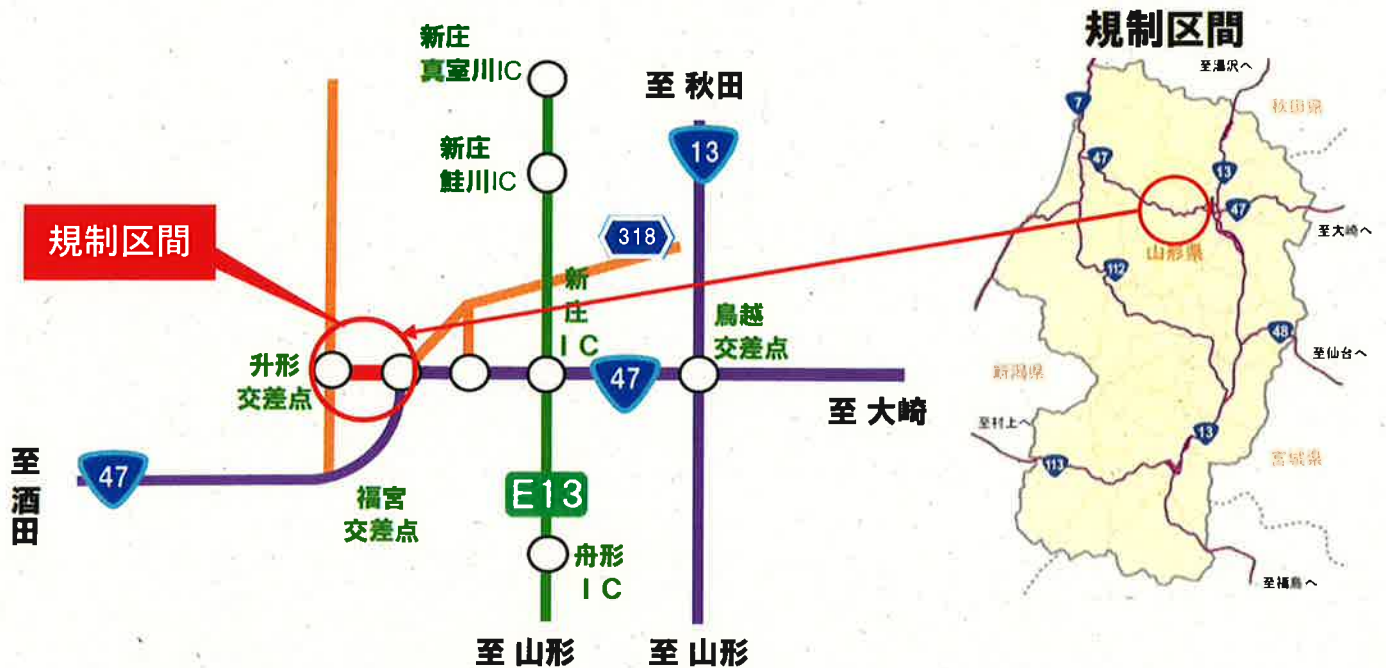 規制区間
新庄
真室川IC
新庄
鮭川IC
至 秋田
13
318
規制区間
新
庄
IC
鳥越
交差点
升形
交差点
47
至 大崎
至
酒田
47
福宮
交差点
E13
舟形
IC
至 山形
至 山形
至湯沢へ
秋田県
7
47
13
47
至大崎へ
山形県
112
48
至仙台へ
新潟県
至村上へ
13
113
宮城県
至福島へ